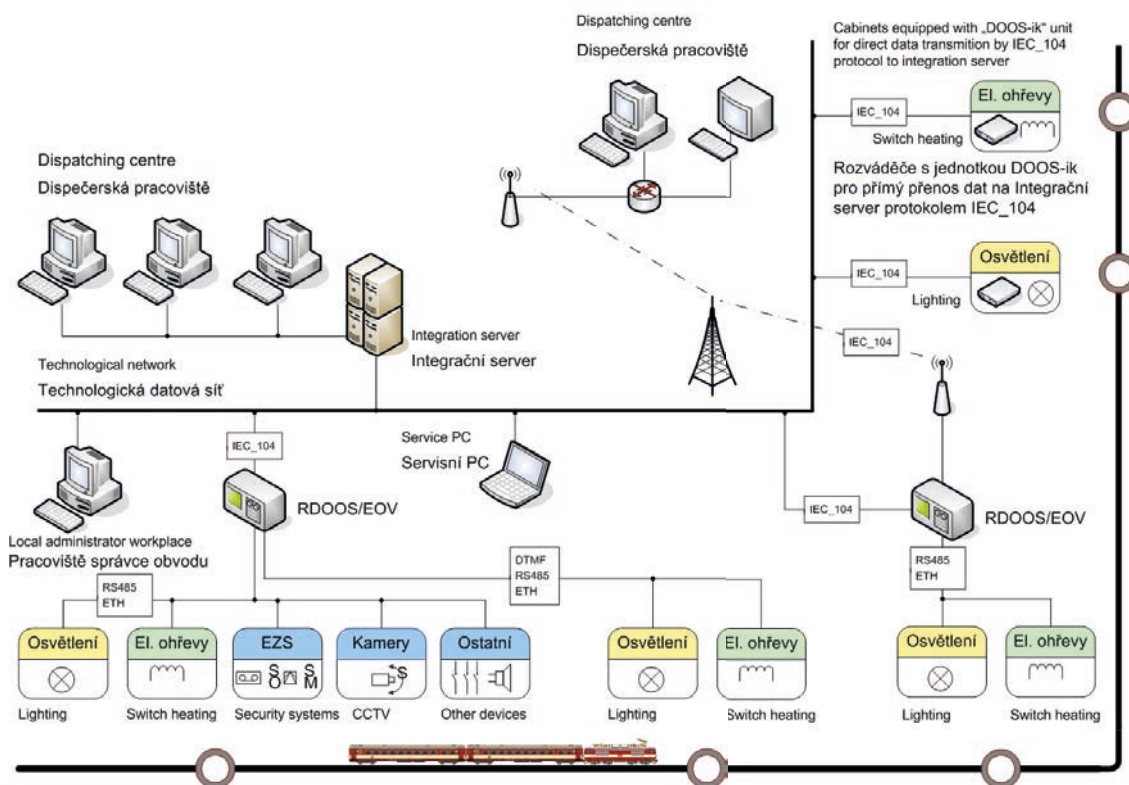 Dispatching centre
Dispečerská pracoviště
Cabinets equipped with „DOOS-ik“ unit
for direct data transmition by IEC_104
protocol to integration server
IEC_104
El. ohřevy
Switch heating
Rozváděče s jednotkou DOOS-ik
pro přímý přenos dat na Integrační
server protokolem IEC_104
Dispatching centre
Dispečerská pracoviště
IEC_104
Osvětlení
Lighting
Integration server
Integrační server
IEC_104
Technological network
Technologická datová síť
IEC_104
Service PC
Servisní PC
RDOOS/EOV
IEC_104
RDOOS/EOV
Local administrator workplace
Pracoviště správce obvodu
RS485
ETH
DTMF
RS485
ETH
RS485
ETH
Osvětlení
El. ohřevy
EZS
Kamery
Ostatní
Osvětlení
El. ohřevy
Osvětlení
El. ohřevy
S
O
S
M
S
Lighting
Switch heating
Security systems
CCTV
Other devices
Lighting
Switch heating
Lighting
Switch heating